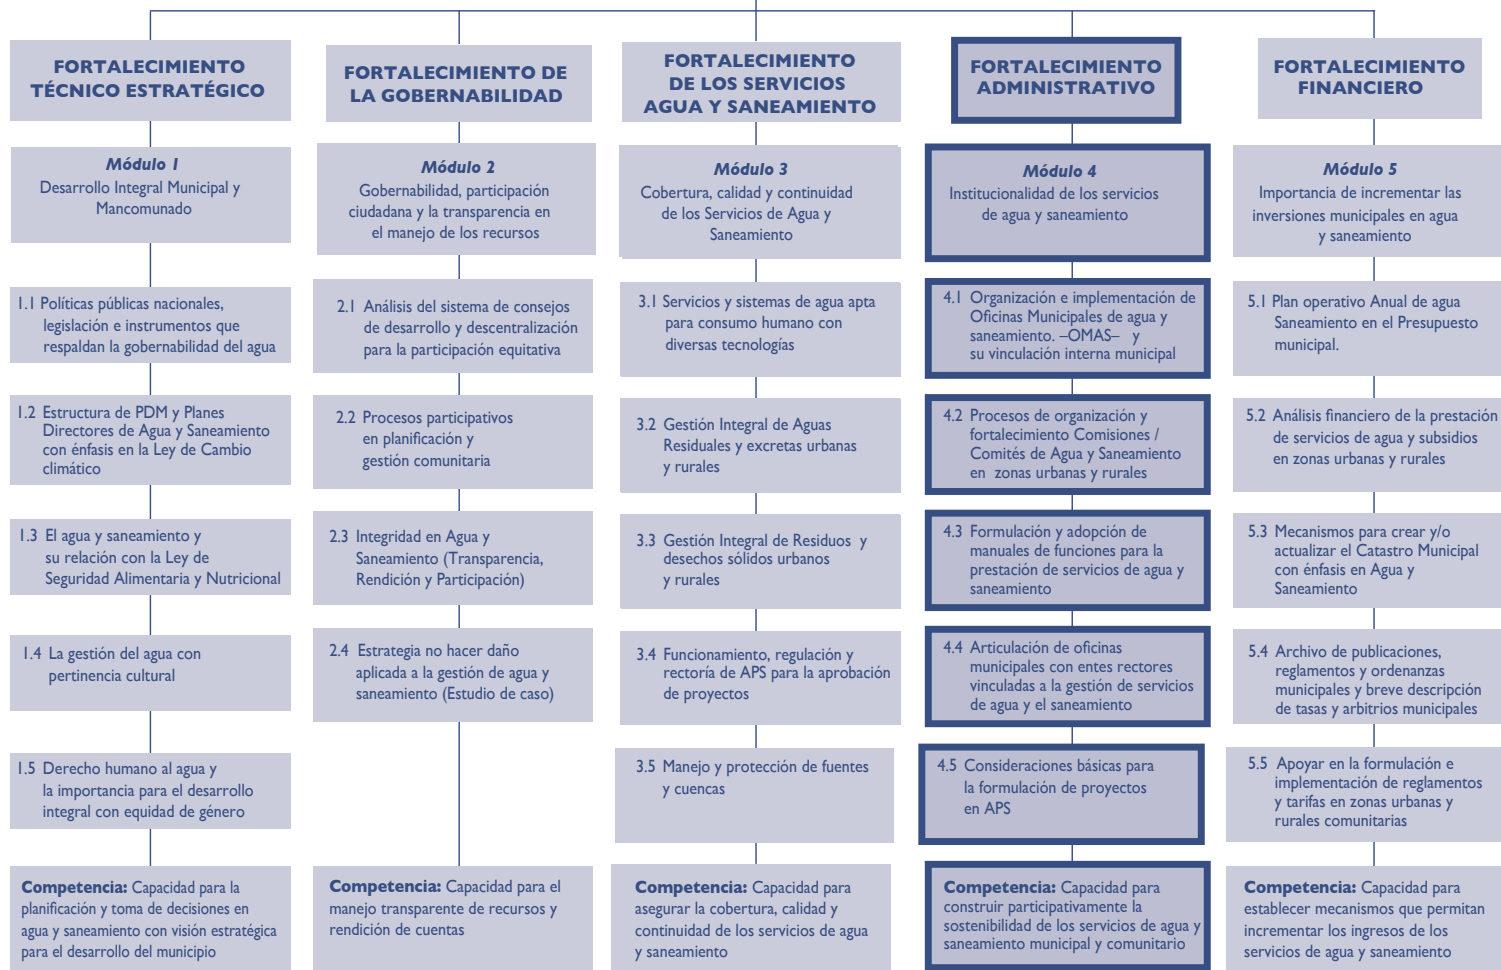 FORTALECIMIENTO
TÉCNICO ESTRATÉGICO
Módulo 1
Desarrollo Integral Municipal y
Mancomunado
1.1 Políticas públicas nacionales,
legislación e instrumentos que
respaldan la gobernabilidad del agua
1.2 Estructura de PDM y Planes
Directores de Agua y Saneamiento
con énfasis en la Ley de Cambio
climático
1.3 El agua y saneamiento y
su relación con la Ley de
Seguridad Alimentaria y Nutricional
1.4 La gestión del agua con
pertinencia cultural
1.5 Derecho humano al agua y
la importancia para el desarrollo
integral con equidad de género
Competencia: Capacidad para la
planificación y toma de decisiones en
agua y saneamiento con visión estratégica
para el desarrollo del municipio
FORTALECIMIENTO DE
LA GOBERNABILIDAD
Módulo 2
Gobernabilidad, participación
ciudadana y la transparencia en
el manejo de los recursos
2.1 Análisis del sistema de consejos
de desarrollo y descentralización
para la participación equitativa
2.2 Procesos participativos
en planificación y
gestión comunitaria
2.3 Integridad en Agua y
Saneamiento (Transparencia,
Rendición y Participación)
2.4 Estrategia no hacer daño
aplicada a la gestión de agua y
saneamiento (Estudio de caso)
Competencia: Capacidad para el
manejo transparente de recursos y
rendición de cuentas
FORTALECIMIENTO
DE LOS SERVICIOS
AGUA Y SANEAMIENTO
Módulo 3
Cobertura, calidad y continuidad
de los Servicios de Agua y
Saneamiento
3.1 Servicios y sistemas de agua apta
para consumo humano con
diversas tecnologías
3.2 Gestión Integral de Aguas
Residuales y excretas urbanas
y rurales
3.3 Gestión Integral de Residuos y
desechos sólidos urbanos
y rurales
3.4 Funcionamiento, regulación y
rectoría de APS para la aprobación
de proyectos
3.5 Manejo y protección de fuentes
y cuencas
Competencia: Capacidad para
asegurar la cobertura, calidad y
continuidad de los servicios de agua
y saneamiento
FORTALECIMIENTO
ADMINISTRATIVO
Módulo 4
Institucionalidad de los servicios
de agua y saneamiento
4.1 Organización e implementación de
Oficinas Municipales de agua y
saneamiento. –OMAS– y
su vinculación interna municipal
4.2 Procesos de organización y
fortalecimiento Comisiones /
Comités de Agua y Saneamiento
en zonas urbanas y rurales
4.3 Formulación y adopción de
manuales de funciones para la
prestación de servicios de agua y
saneamiento
4.4 Articulación de oficinas
municipales con entes rectores
vinculadas a la gestión de servicios
de agua y el saneamiento
4.5 Consideraciones básicas para
la formulación de proyectos
en APS
Competencia: Capacidad para
construir participativamente la
sostenibilidad de los servicios de agua y
saneamiento municipal y comunitario
FORTALECIMIENTO
FINANCIERO
Módulo 5
Importancia de incrementar las
inversiones municipales en agua
y saneamiento
5.1 Plan operativo Anual de agua
Saneamiento en el Presupuesto
municipal.
5.2 Análisis financiero de la prestación
de servicios de agua y subsidios
en zonas urbanas y rurales
5.3 Mecanismos para crear y/o
actualizar el Catastro Municipal
con énfasis en Agua y
Saneamiento
5.4 Archivo de publicaciones,
reglamentos y ordenanzas
municipales y breve descripción
de tasas y arbitrios municipales
5.5 Apoyar en la formulación e
implementación de reglamentos
y tarifas en zonas urbanas y
rurales comunitarias
Competencia: Capacidad para
establecer mecanismos que permitan
incrementar los ingresos de los
servicios de agua y saneamiento